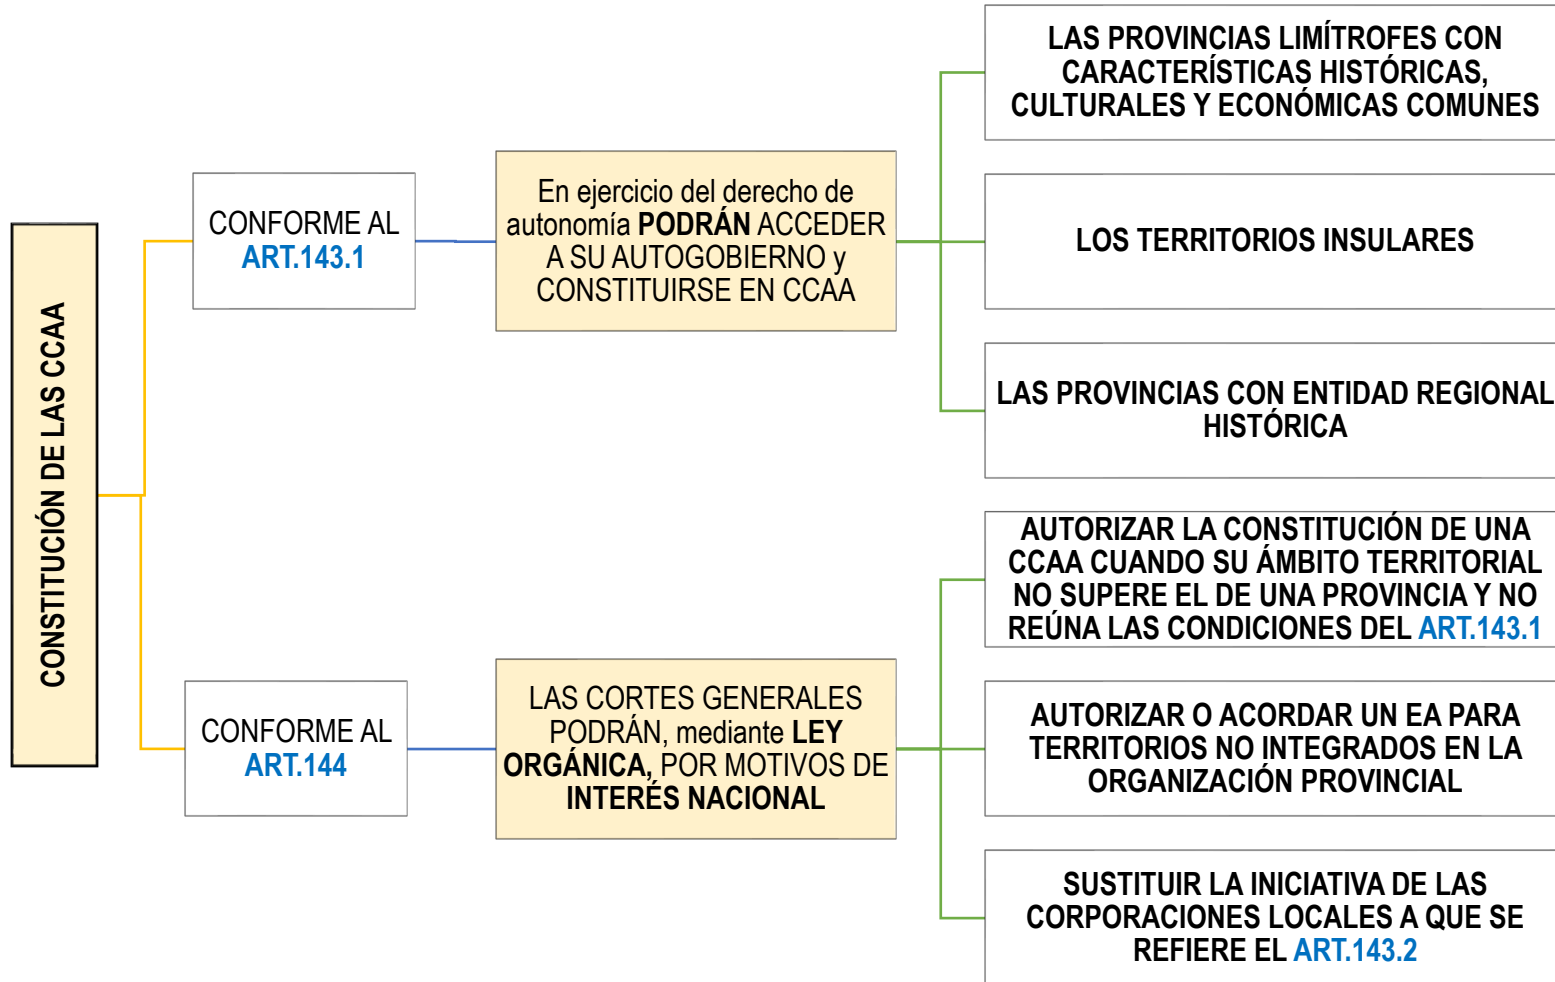 CONSTITUCIÓN DE LAS CCAA
CONFORME AL
ART.143.1
En ejercicio del derecho de
autonomía PODRÁN ACCEDER
A SU AUTOGOBIERNO y
CONSTITUIRSE EN CCAA
LAS PROVINCIAS LIMÍTROFES CON
CARACTERÍSTICAS HISTÓRICAS,
CULTURALES Y ECONÓMICAS COMUNES
LOS TERRITORIOS INSULARES
LAS PROVINCIAS CON ENTIDAD REGIONAL
HISTÓRICA
CONFORME AL
ART.144
LAS CORTES GENERALES
PODRÁN, mediante LEY
ORGÁNICA, POR MOTIVOS DE
INTERÉS NACIONAL
AUTORIZAR LA CONSTITUCIÓN DE UNA
CCAA CUANDO SU ÁMBITO TERRITORIAL
NO SUPERE EL DE UNA PROVINCIA Y NO
REÚNA LAS CONDICIONES DEL ART.143.1
AUTORIZAR O ACORDAR UN EA PARA
TERRITORIOS NO INTEGRADOS EN LA
ORGANIZACIÓN PROVINCIAL
SUSTITUIR LA INICIATIVA DE LAS
CORPORACIONES LOCALES A QUE SE
REFIERE EL ART.143.2